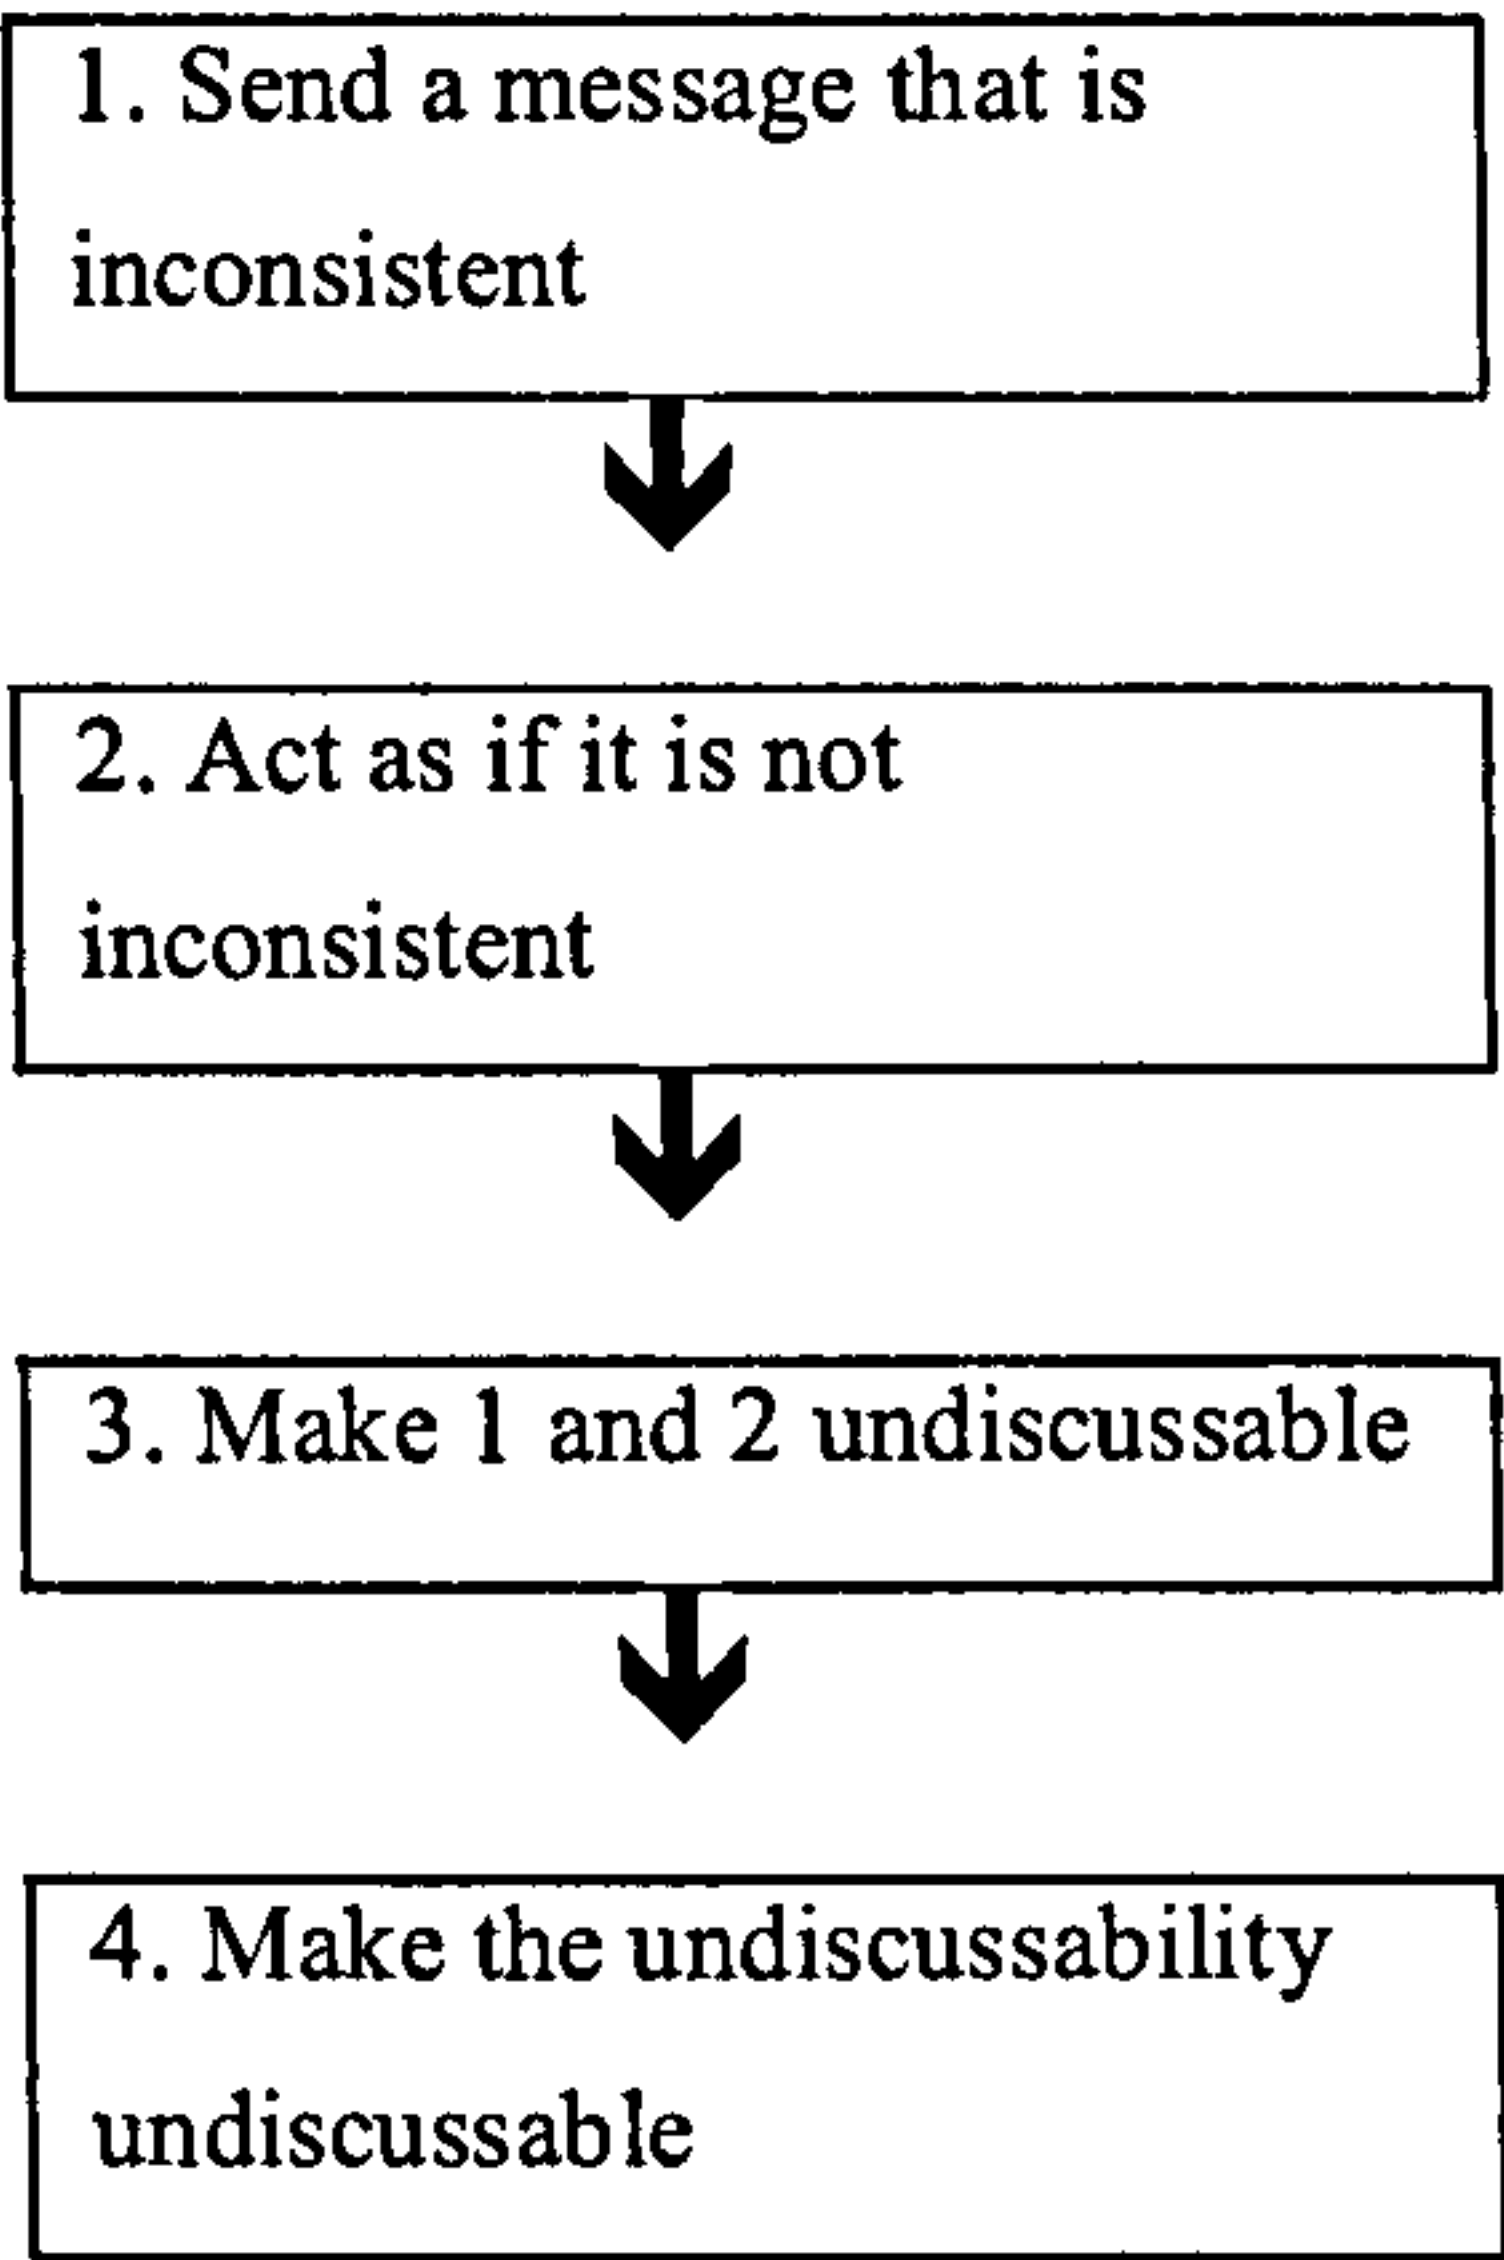 1. Send a message that is
inconsistent
2. Act as if it is not
inconsistent
3. Make 1 and 2 undiscussable
4. Make the undiscussability
undiscussable